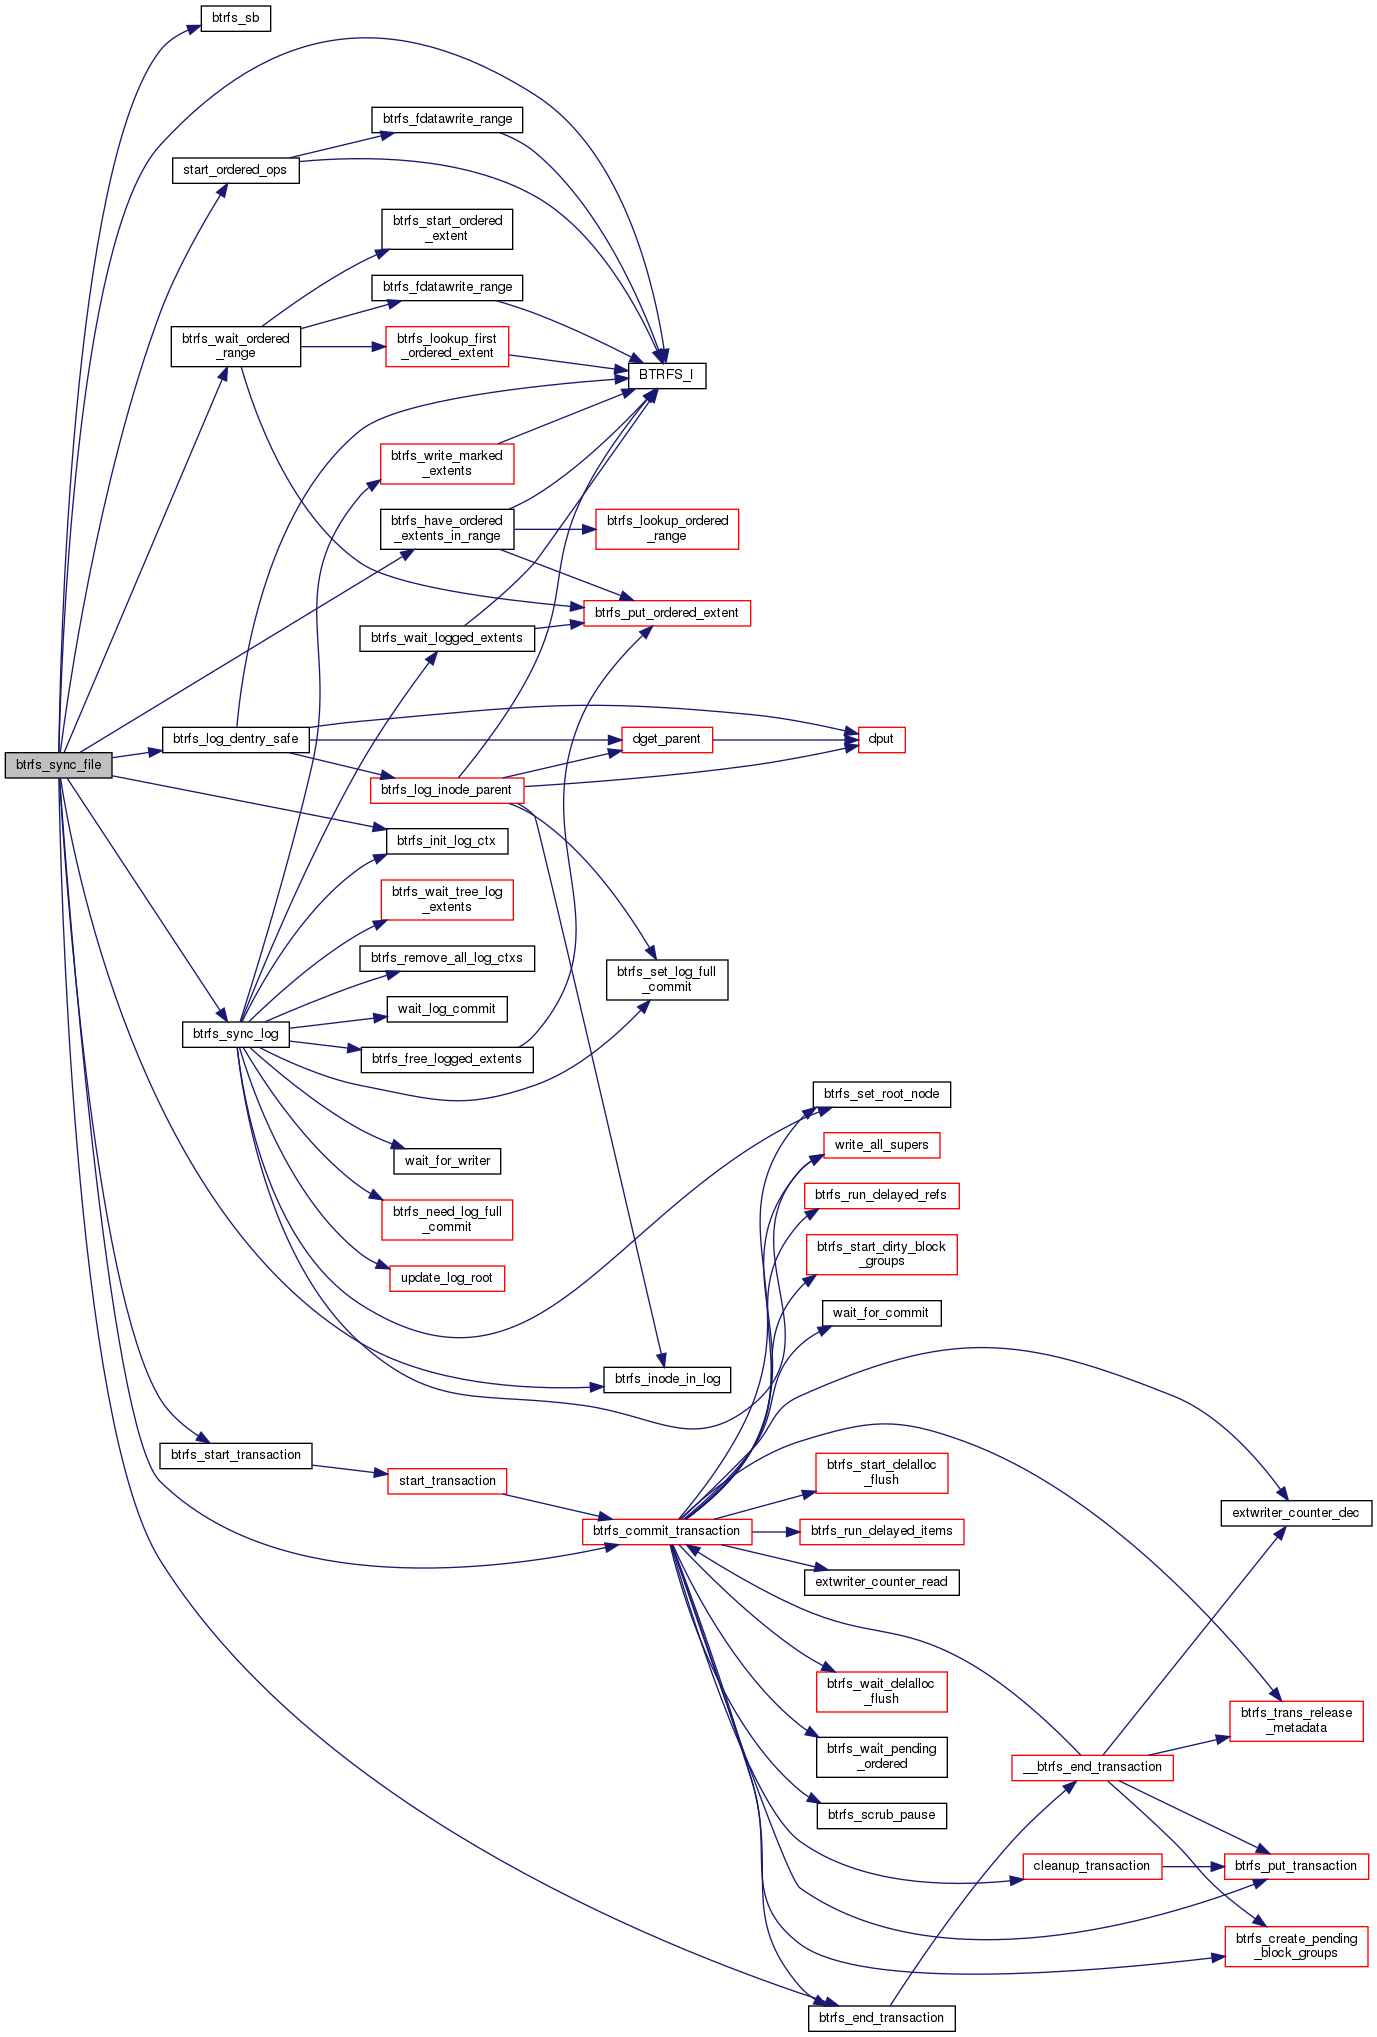 btrfs_sb
btrfs_fdatawrite_range
start_ordered_ops
btrfs_start_ordered
_extent
btrfs_fdatawrite_range
btrfs_wait_ordered
_range
btrfs_lookup_first
_ordered_extent
BTRFS_I
btrfs_write_marked
_extents
btrfs_have_ordered
_extents_in_range
btrfs_lookup_ordered
_range
btrfs_put_ordered_extent
btrfs_wait_logged_extents
btrfs_log_dentry_safe
dget_parent
dput
btrfs_sync_file
btrfs_log_inode_parent
btrfs_init_log_ctx
btrfs_wait_tree_log
_extents
btrfs_remove_all_log_ctxs
btrfs_set_log_full
_commit
wait_log_commit
btrfs_sync_log
btrfs_free_logged_extents
btrfs_set_root_node
write_all_supers
wait_for_writer
btrfs_run_delayed_refs
btrfs_need_log_full
_commit
btrfs_start_dirty_block
_groups
update_log_root
wait_for_commit
btrfs_inode_in_log
btrfs_start_transaction
start_transaction
btrfs_start_delalloc
_flush
extwriter_counter_dec
btrfs_commit_transaction
btrfs_run_delayed_items
extwriter_counter_read
btrfs_wait_delalloc
_flush
btrfs_trans_release
_metadata
btrfs_wait_pending
_ordered
__btrfs_end_transaction
btrfs_scrub_pause
cleanup_transaction
btrfs_put_transaction
btrfs_create_pending
_block_groups
btrfs_end_transaction